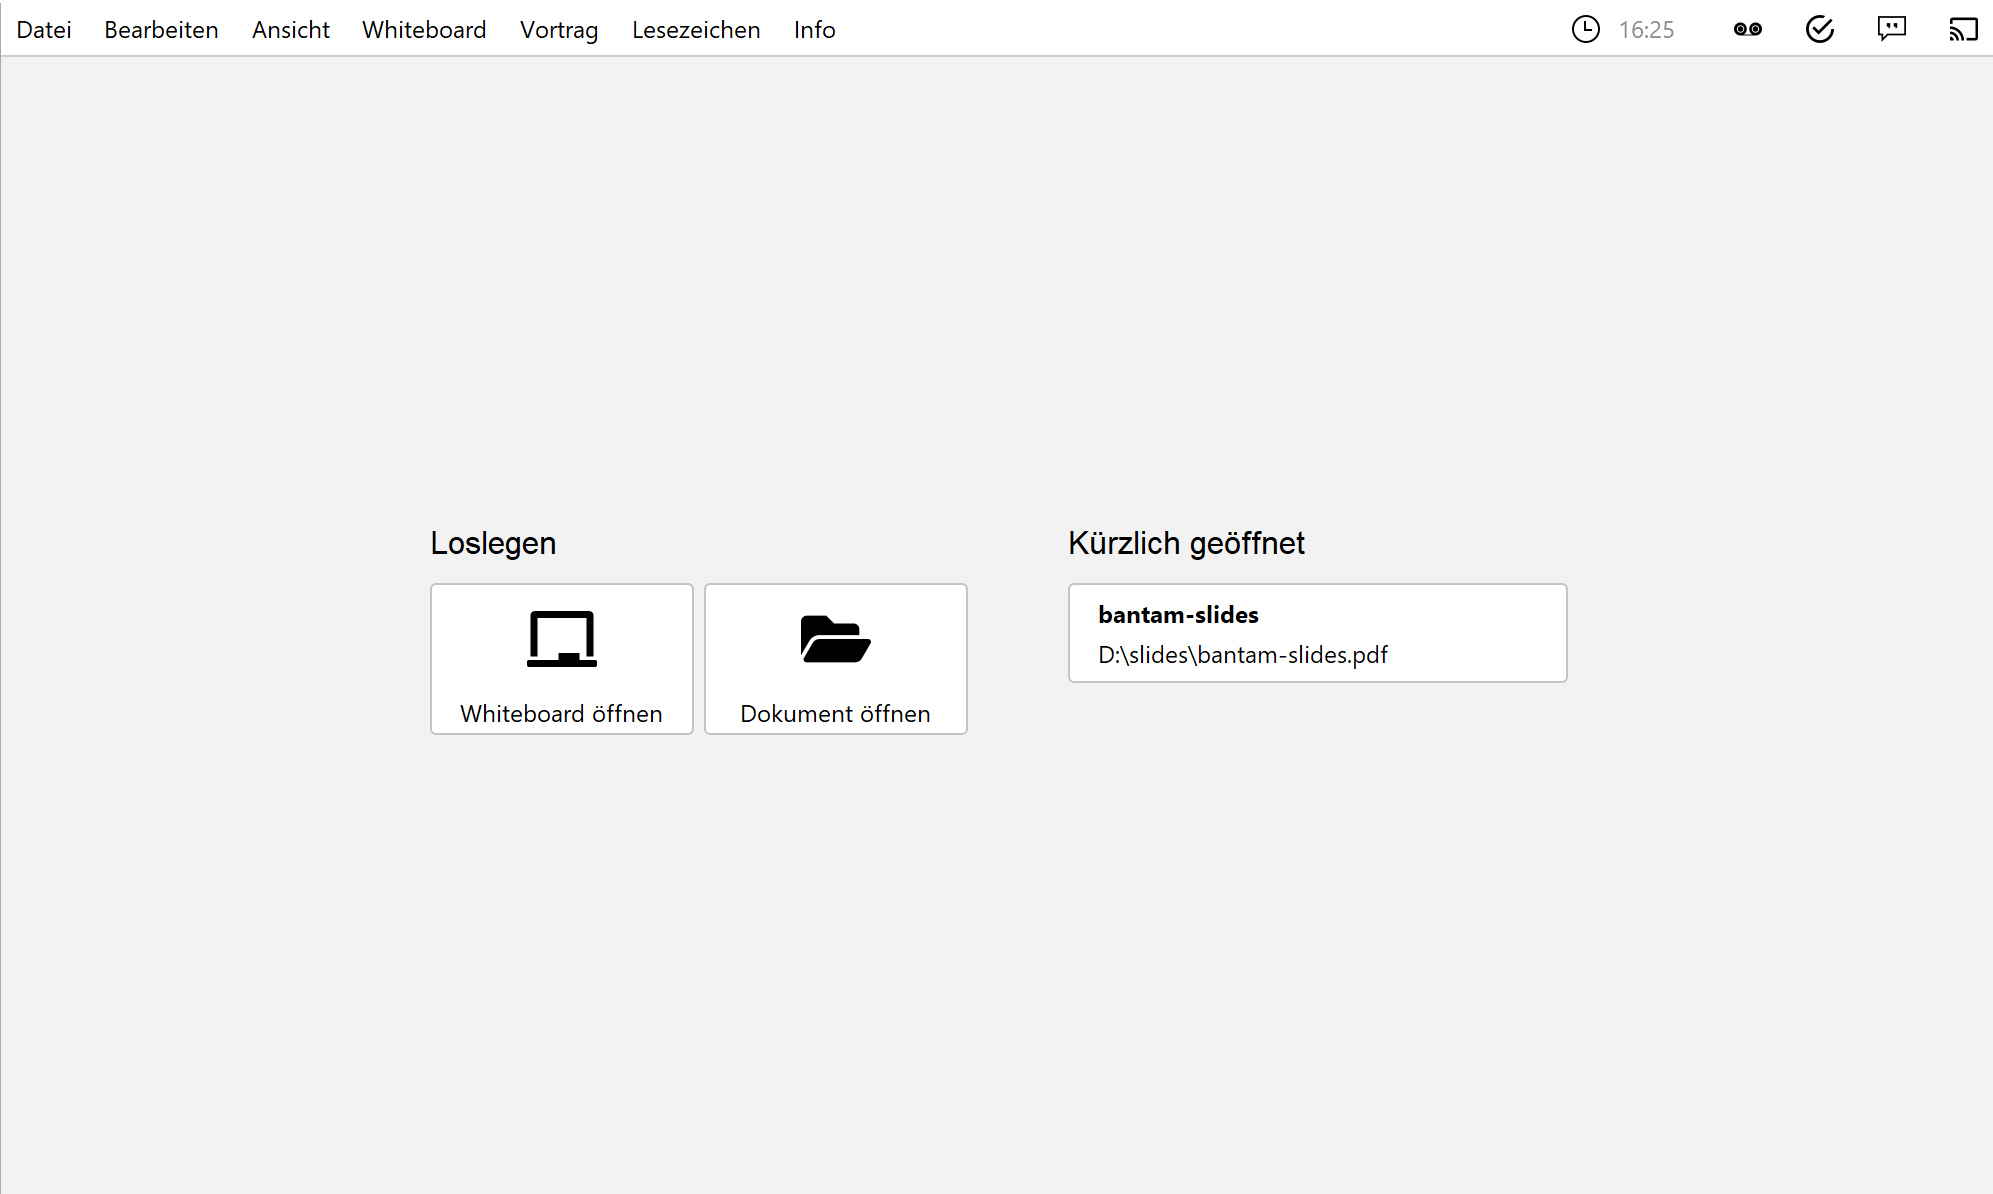 Datei Bearbeiten Ansicht Whiteboard Vortrag Lesezeichen Info 16:25
Loslegen
Whiteboard öffnen
Dokument öffnen
Kürzlich geöffnet
bantam-slides
D:\slides\bantam-slides.pdf